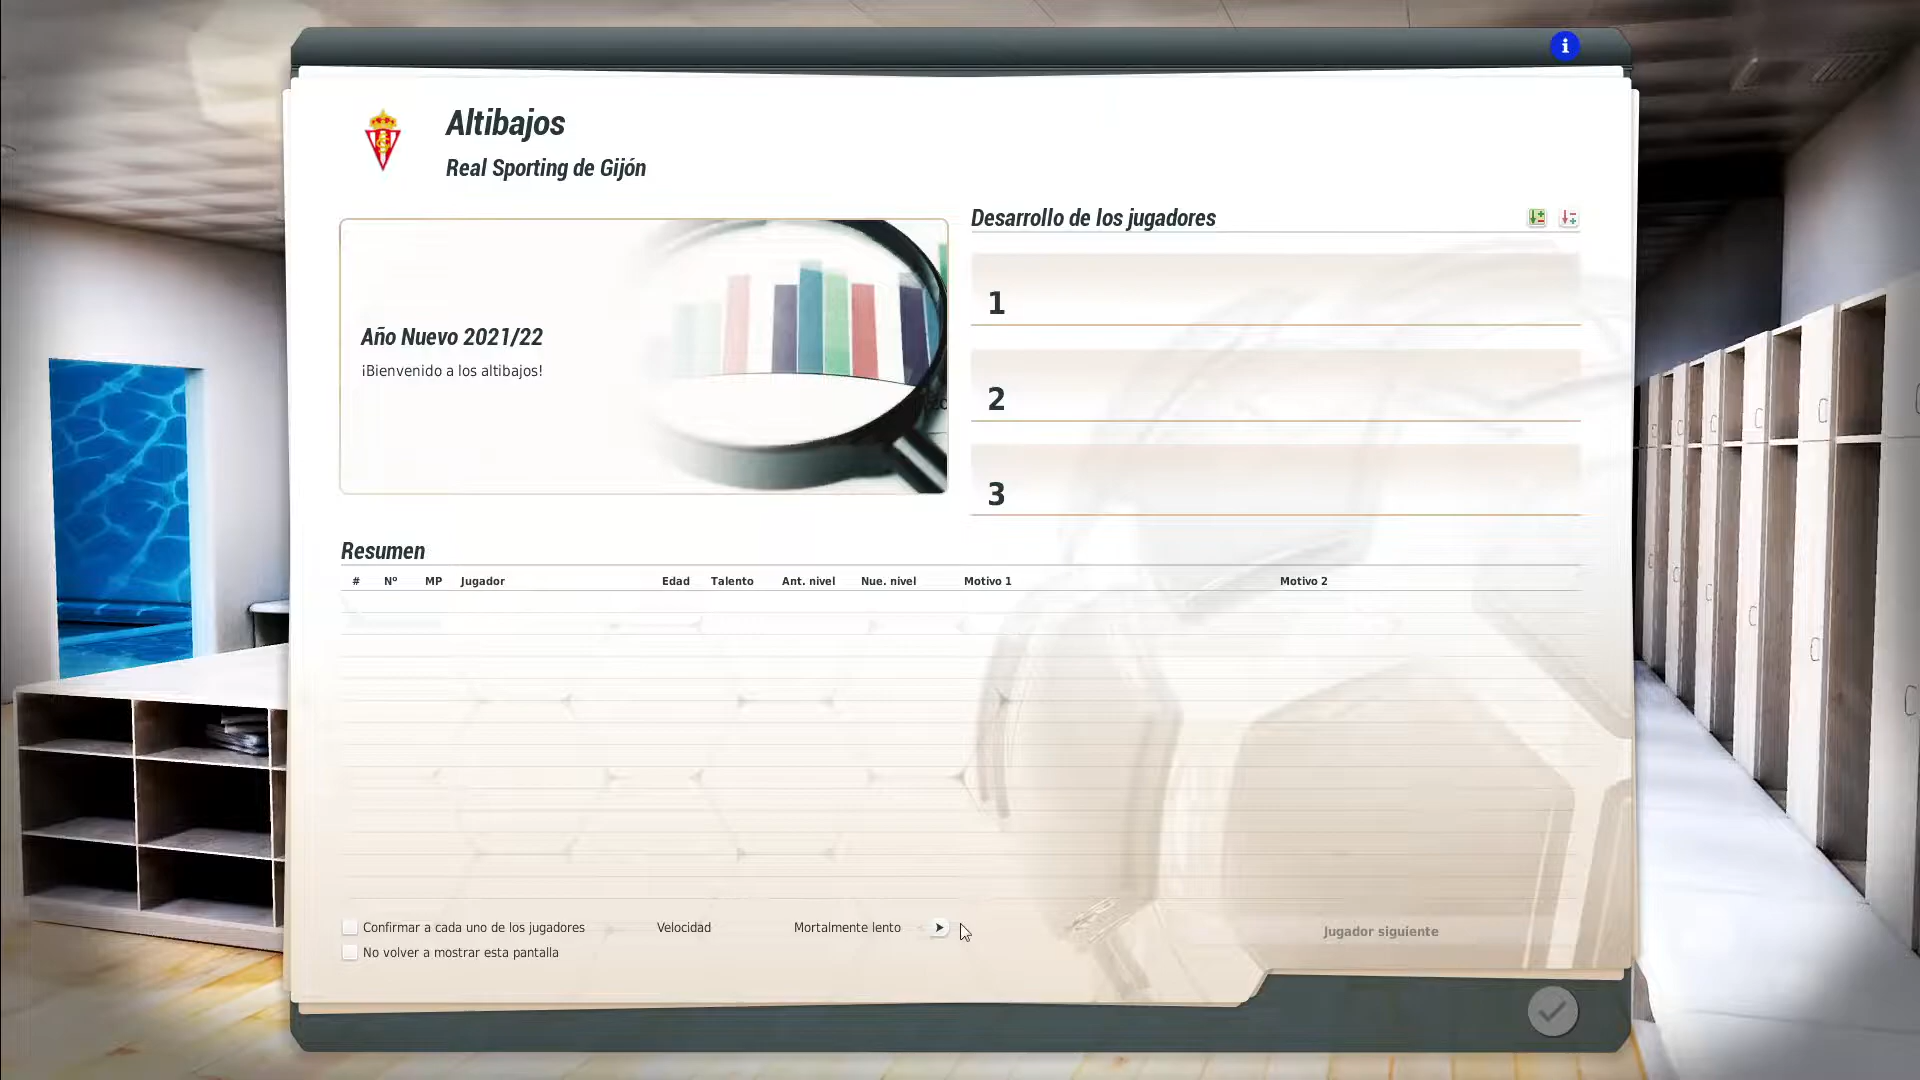 Altibajos
Real Sporting de Gijón
Año Nuevo 2021/22
¡Bienvenido a los altibajos!
Desarrollo de los jugadores
1
2
3
Resumen
# Nº MP Jugador Edad Talento Ant. nivel Nue. nivel Motivo 1 Motivo 2
Confirmar a cada uno de los jugadores Velocidad Mortalmente lento Jugador siguiente
No volver a mostrar esta pantalla